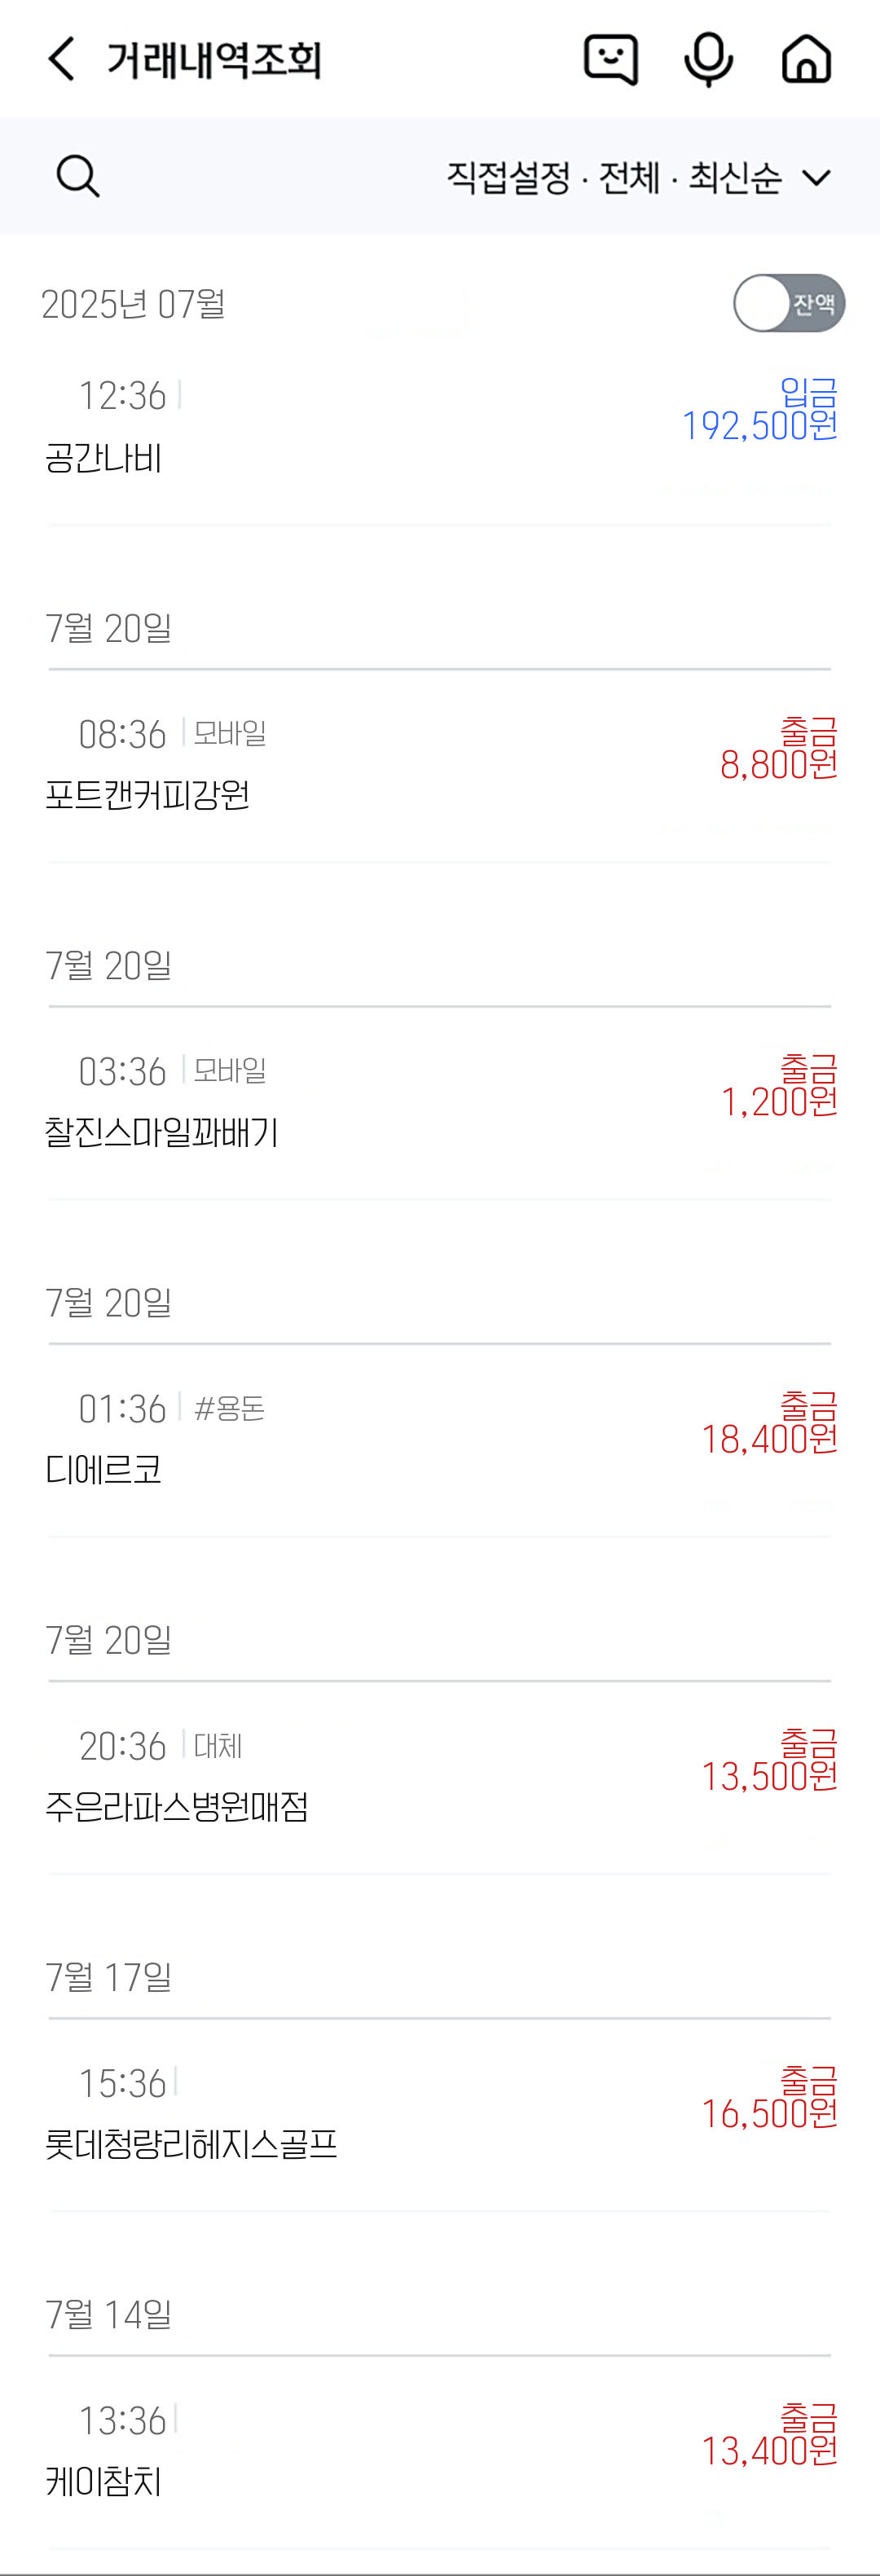 거래내역조회
직접설정 · 전체 · 최신순
2025년 07월 잔액
12:36 입금
192,500원
공간나비
7월 20일
08:36 모바일 출금
8,800원
포트캔커피강원
7월 20일
03:36 모바일 출금
1,200원
찰진스마일꽈배기
7월 20일
01:36 #용돈 출금
18,400원
디에르코
7월 20일
20:36 대체 출금
13,500원
주은라파스병원매점
7월 17일
15:36 출금
16,500원
롯데청량리헤지스골프
7월 14일
13:36 출금
13,400원
케이참치